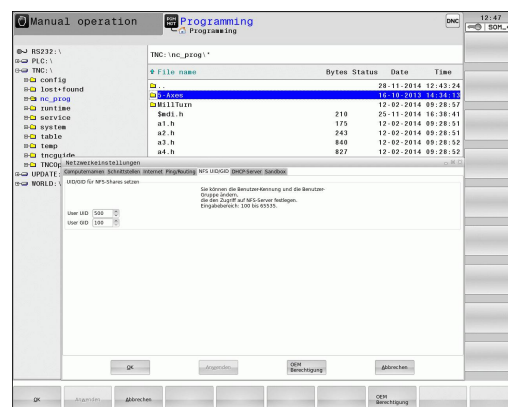 Manual operation
PGM MGT
Programming
Programming
DNC
12:47
RS232:\
PLC:\
TNC:\
config
lost+found
nc_prog
runtime
service
system
table
temp
tncguide
UPDATE:
WORLD:\
TNC:\nc_prog\*
File name Bytes Status Date Time
.. 28-11-2014 12:43:24
5-Axes 16-10-2013 14:34:13
MillTurn 12-02-2014 09:28:57
$mdi.h 210 25-11-2014 16:38:41
a1.h 175 12-02-2014 09:28:51
a2.h 243 12-02-2014 09:28:51
a3.h 840 12-02-2014 09:28:52
a4.h 827 12-02-2014 09:28:52
Netzwerkeinstellungen
Computernamen Schnittstellen Internet Ping/Routing NFS UID/GID DHCP-Server Sandbox
UID/GID für NFS-Shares setzen
Sie können die Benutzer-Kennung und die Benutzer-
Gruppe ändern,
die den Zugriff auf NFS-Server festlegen.
Eingabebereich: 100 bis 65535.
User UID 500
User GID 100
OK Anwenden OEM Berechtigung Abbrechen
OK Anwenden Abbrechen OEM Berechtigung